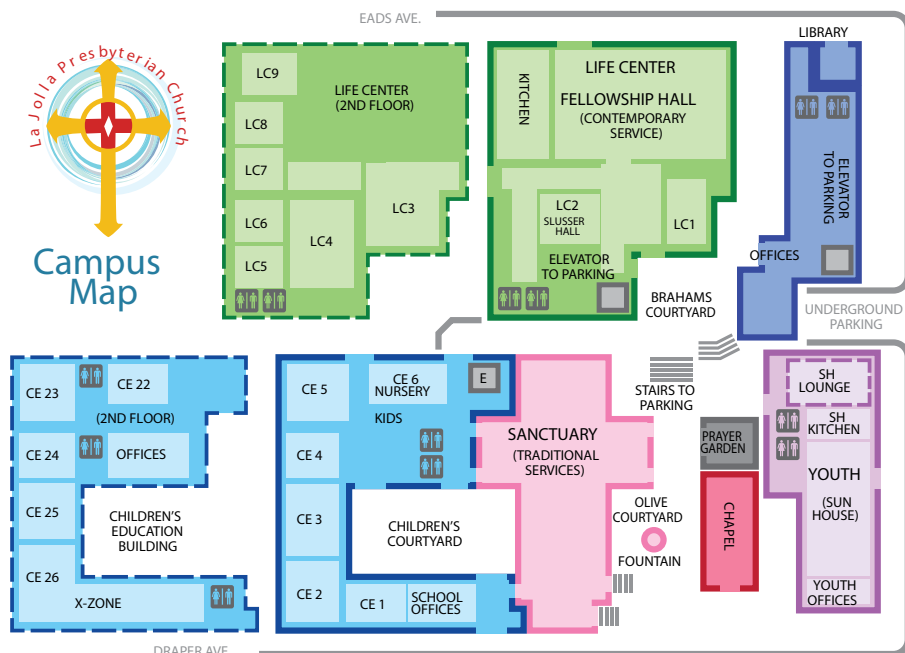 EADS AVE.
La Jolla Presbyterian Church
Campus
Map
LC9
LC8
LC7
LC6
LC5
LIFE CENTER
(2ND FLOOR)
LC4
LC3
KITCHEN
LIFE CENTER
FELLOWSHIP HALL
(CONTEMPORARY
SERVICE)
LC2
SLUSSER
HALL
LC1
ELEVATOR
TO PARKING
BRAHAMS
COURTYARD
LIBRARY
ELEVATOR
TO PARKING
OFFICES
UNDERGROUND
PARKING
STAIRS TO
PARKING
CE 23
CE 22
(2ND FLOOR)
CE 24
OFFICES
CE 25
CHILDREN'S
EDUCATION
BUILDING
CE 26
X-ZONE
CE 5
CE 6
NURSERY
E
KIDS
CE 4
CE 3
CHILDREN'S
COURTYARD
CE 2
CE 1
SCHOOL
OFFICES
SANCTUARY
(TRADITIONAL
SERVICES)
OLIVE
COURTYARD
FOUNTAIN
PRAYER
GARDEN
CHAPEL
SH
LOUNGE
SH
KITCHEN
YOUTH
(SUN
HOUSE)
YOUTH
OFFICES
DRAPER AVE.